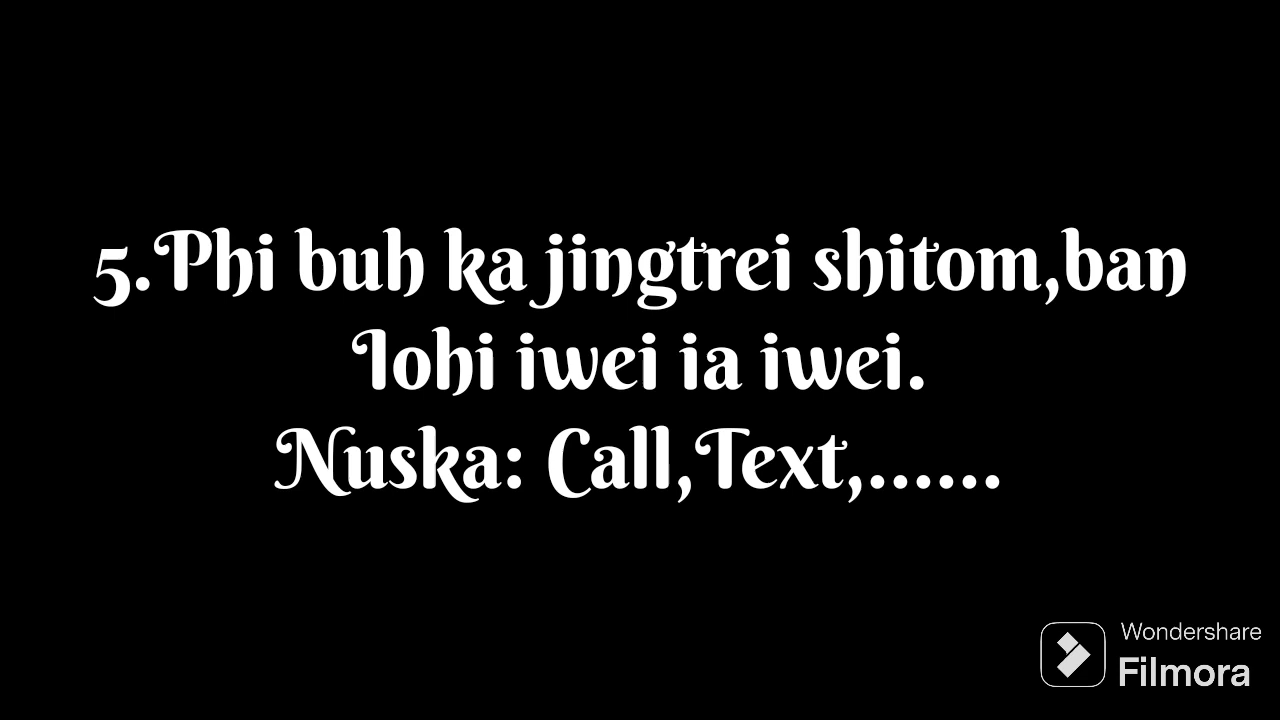 5.Phi buh ka jingtrei shitom,ban
Iohi iwei ia iwei.
Nuska: Call,Text,......
Wondershare
Filmora